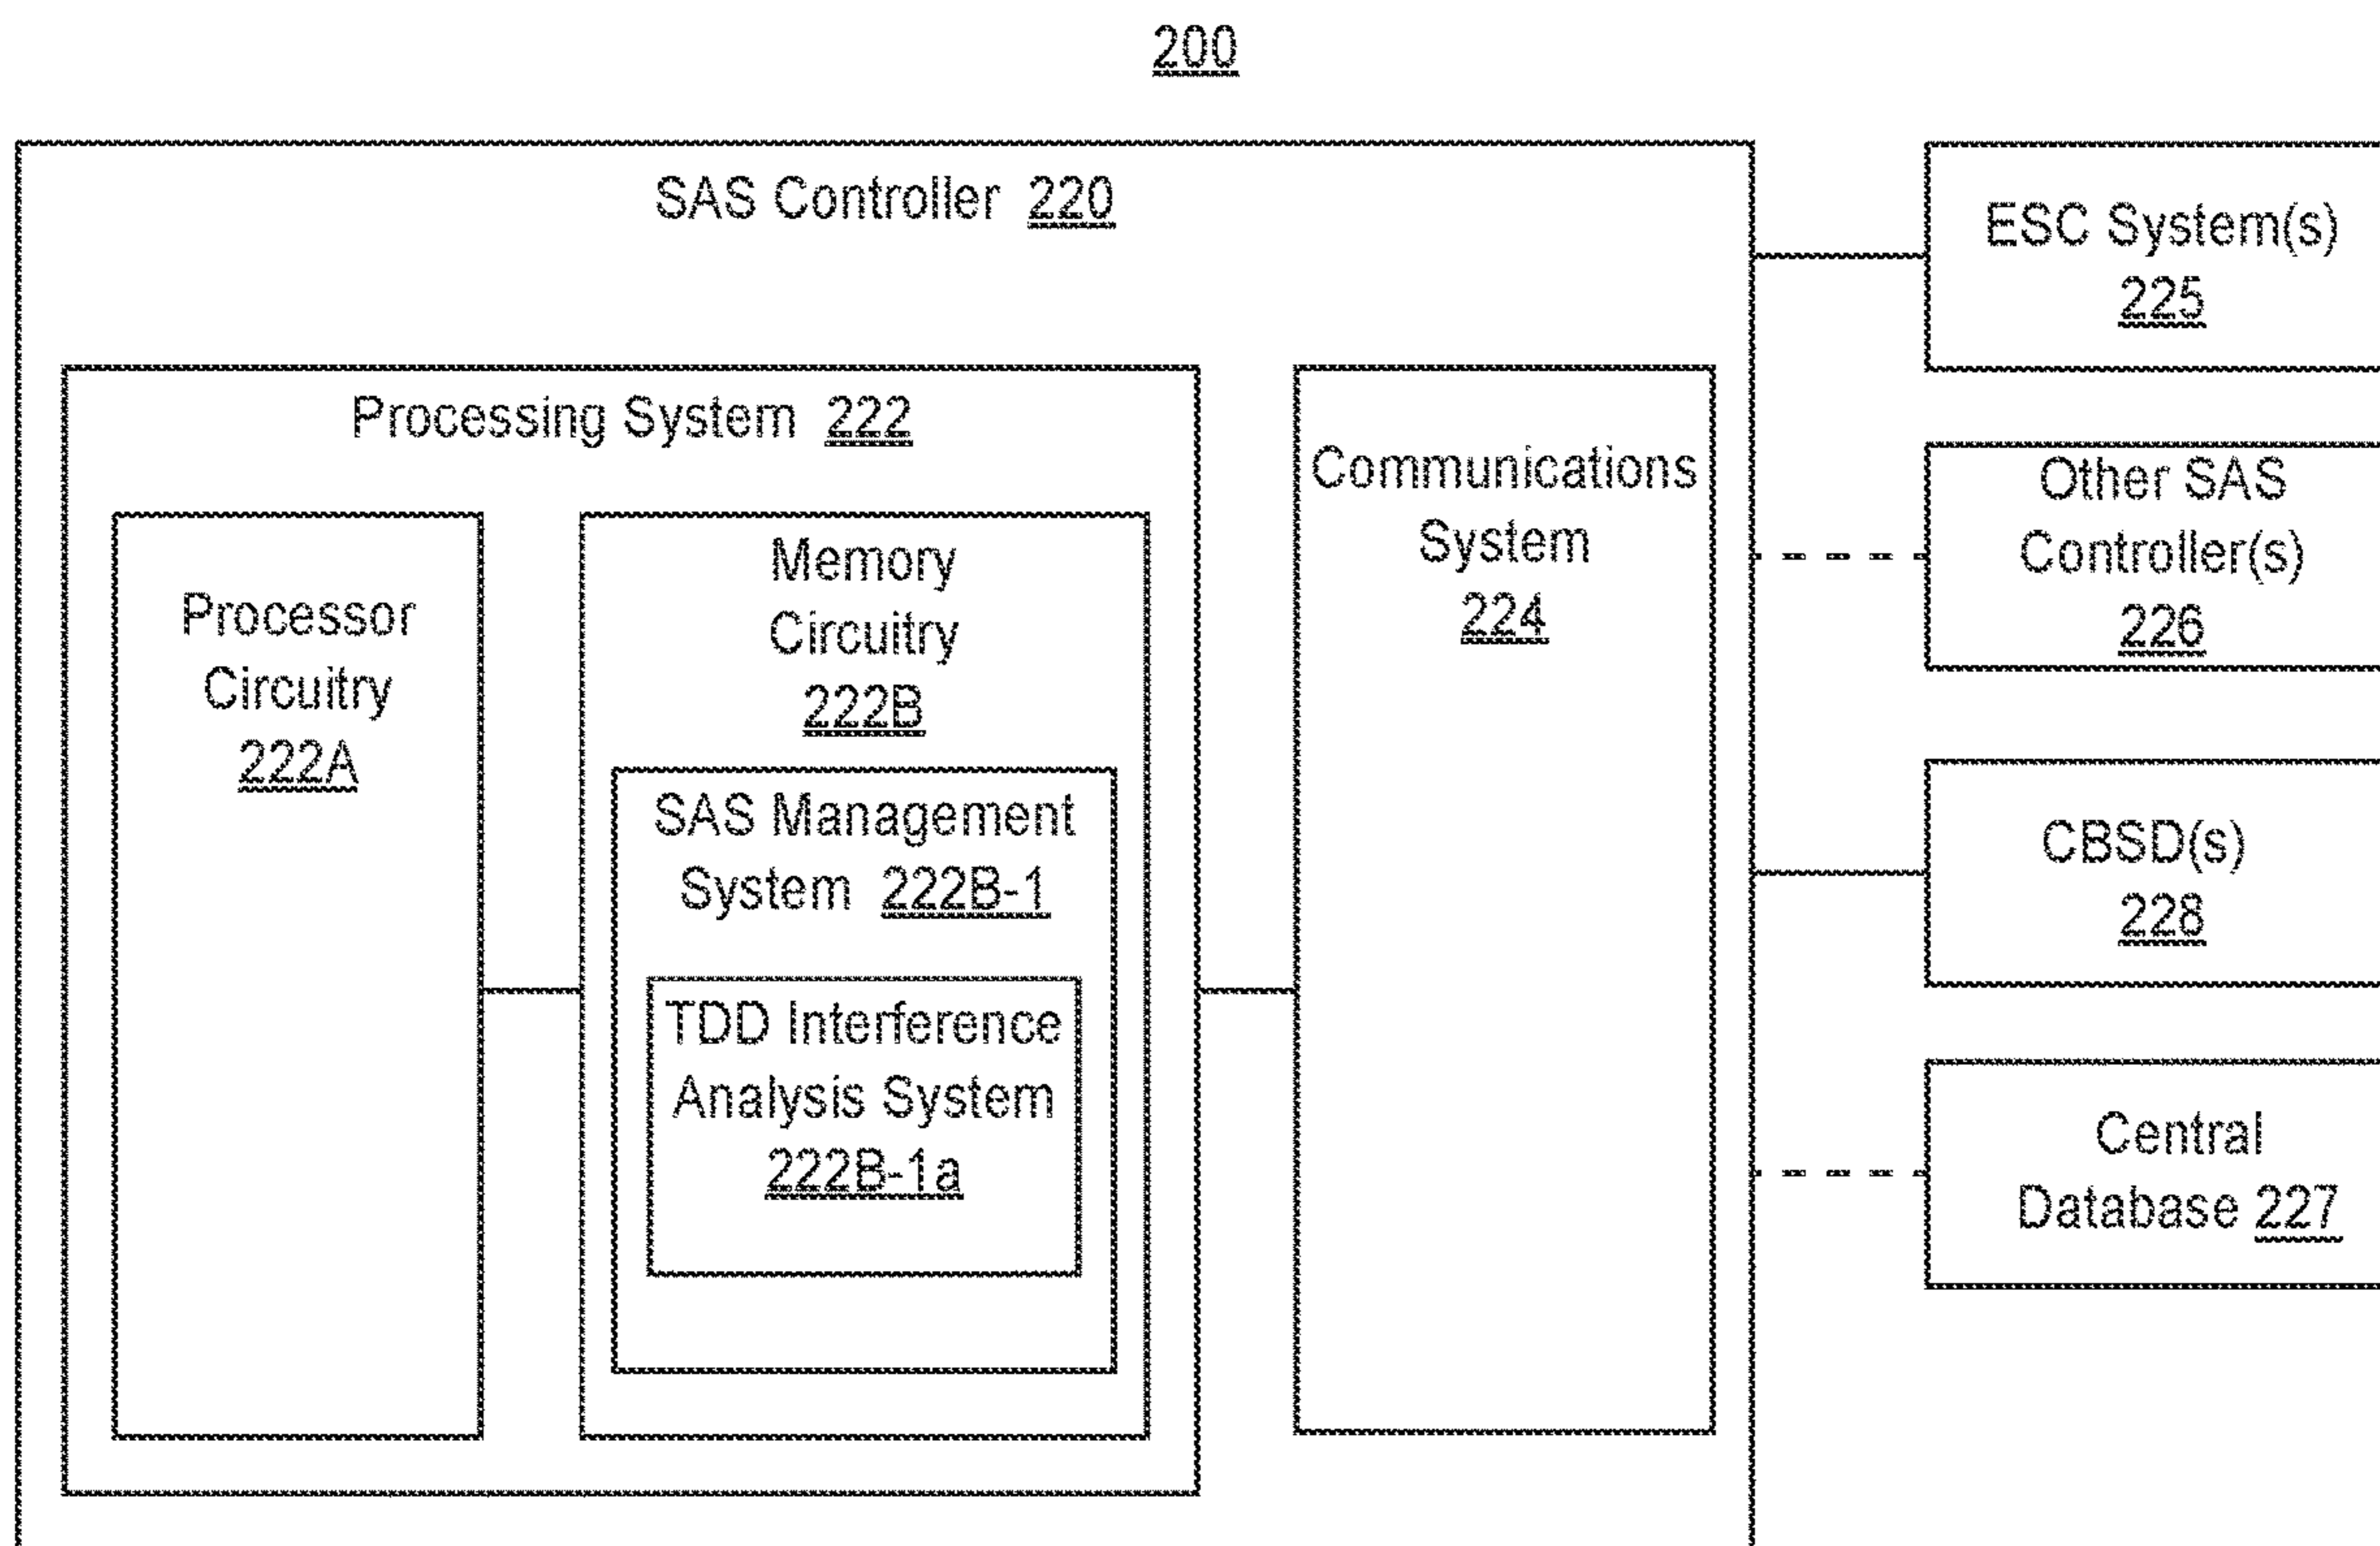 200
SAS Controller 220
Processing System 222
Processor
Circuitry
222A
Memory
Circuitry
222B
SAS Management
System 222B-1
TDD Interference
Analysis System
222B-1a
Communications
System
224
ESC System(s)
225
Other SAS
Controller(s)
226
CBSD(s)
228
Central
Database 227